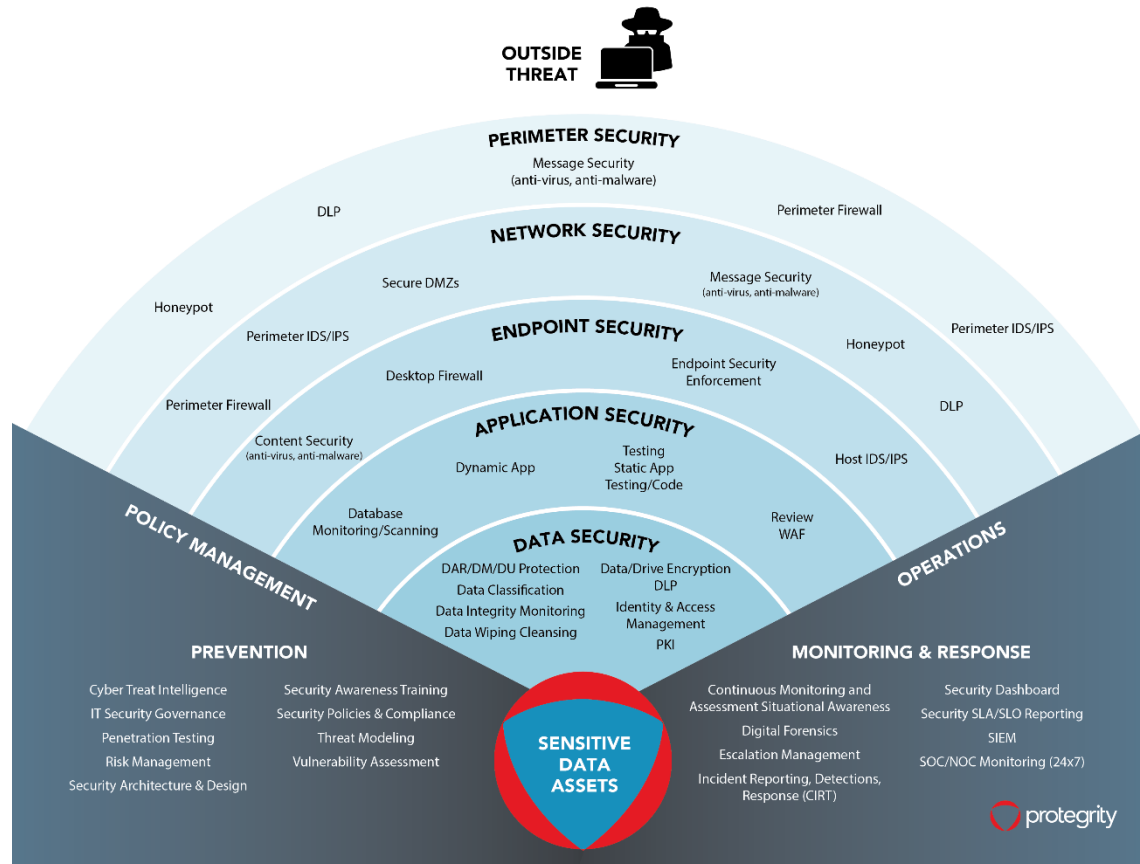 OUTSIDE
THREAT
PERIMETER SECURITY
Message Security
(anti-virus, anti-malware)
DLP
Perimeter Firewall
Honeypot
Perimeter IDS/IPS
NETWORK SECURITY
Secure DMZs
Message Security
(anti-virus, anti-malware)
Perimeter IDS/IPS
Honeypot
Perimeter Firewall
DLP
ENDPOINT SECURITY
Desktop Firewall
Endpoint Security
Enforcement
Content Security
(anti-virus, anti-malware)
Host IDS/IPS
APPLICATION SECURITY
Dynamic App
Testing
Static App
Testing/Code
Database
Monitoring/Scanning
Review
WAF
DATA SECURITY
DAR/DM/DU Protection
Data Classification
Data Integrity Monitoring
Data Wiping Cleansing
Data/Drive Encryption
DLP
Identity & Access
Management
PKI
POLICY MANAGEMENT
PREVENTION
Cyber Treat Intelligence
IT Security Governance
Penetration Testing
Risk Management
Security Architecture & Design
Security Awareness Training
Security Policies & Compliance
Threat Modeling
Vulnerability Assessment
SENSITIVE
DATA
ASSETS
OPERATIONS
MONITORING & RESPONSE
Continuous Monitoring and
Assessment Situational Awareness
Digital Forensics
Escalation Management
Incident Reporting, Detections,
Response (CIRT)
Security Dashboard
Security SLA/SLO Reporting
SIEM
SOC/NOC Monitoring (24x7)
protegrity